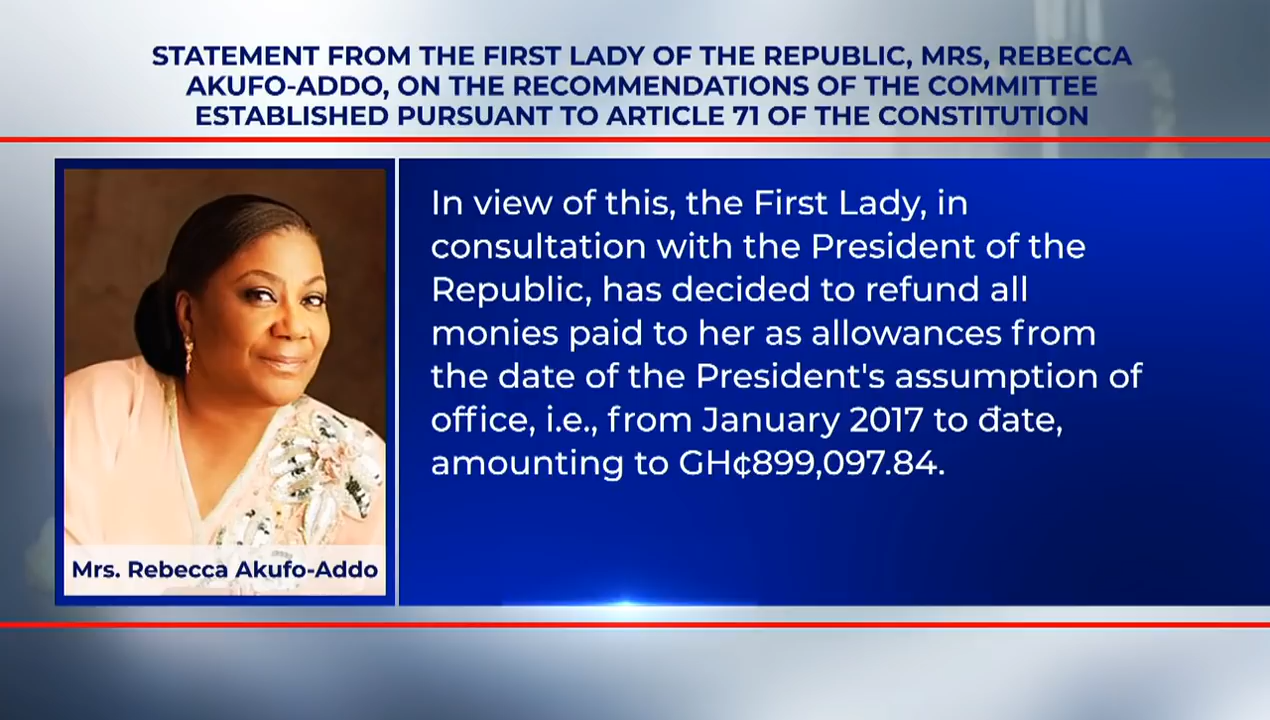 STATEMENT FROM THE FIRST LADY OF THE REPUBLIC, MRS, REBECCA
AKUFO-ADDO, ON THE RECOMMENDATIONS OF THE COMMITTEE
ESTABLISHED PURSUANT TO ARTICLE 71 OF THE CONSTITUTION
In view of this, the First Lady, in
consultation with the President of the
Republic, has decided to refund all
monies paid to her as allowances from
the date of the President's assumption of
office, i.e., from January 2017 to date,
amounting to GH¢899,097.84.
Mrs. Rebecca Akufo-Addo